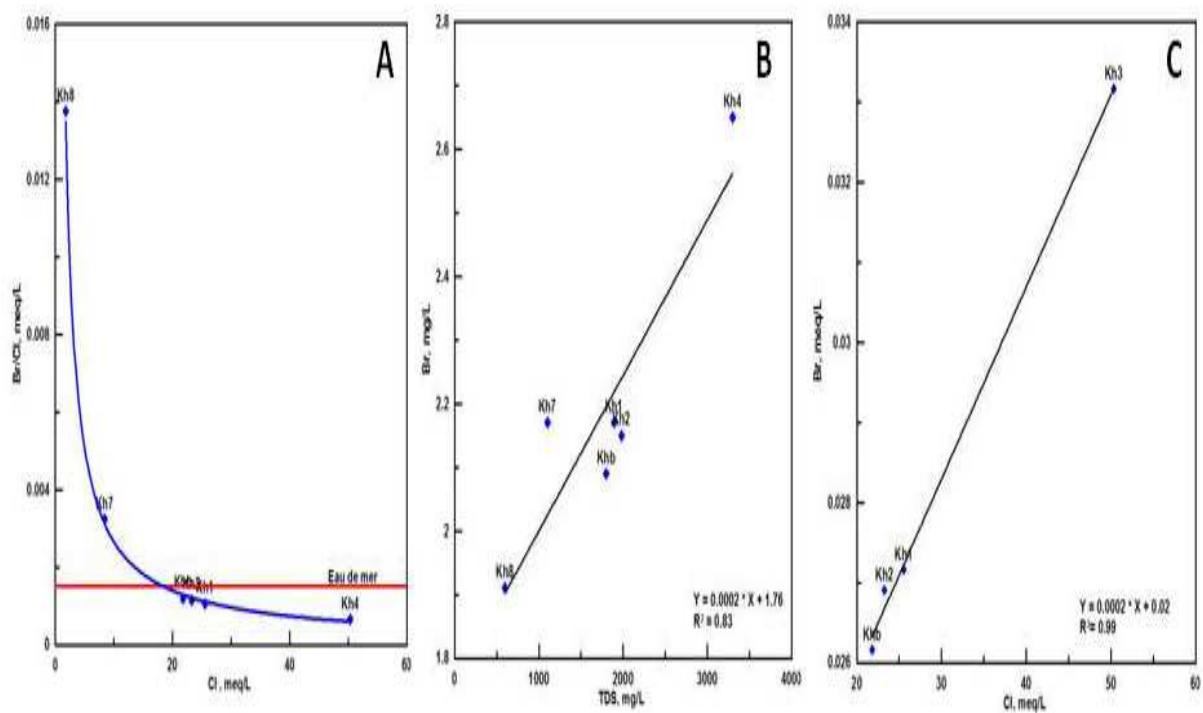 A
0.016
0.012
0.008
0.004
0
Br/Cl, meq/L
Kh8
Kh7
Kh1
Eau de mer
Kh4
0
20
40
60
Cl , meq/L
B
2.8
2.6
2.4
2.2
2
1.8
Br, mg/L
Kh4
Kh7
Kh1
Kh2
Khb
Kh8
Y = 0.0002 * X + 1.76
R² = 0.83
0
1000
2000
3000
4000
TDS, mg/L
C
0.034
0.032
0.03
0.028
0.026
Br, meq/L
Kh3
Kh1
Kh2
Khb
Y = 0.0002 * X + 0.02
R²= 0.99
20
30
40
50
60
Cl, meq/L